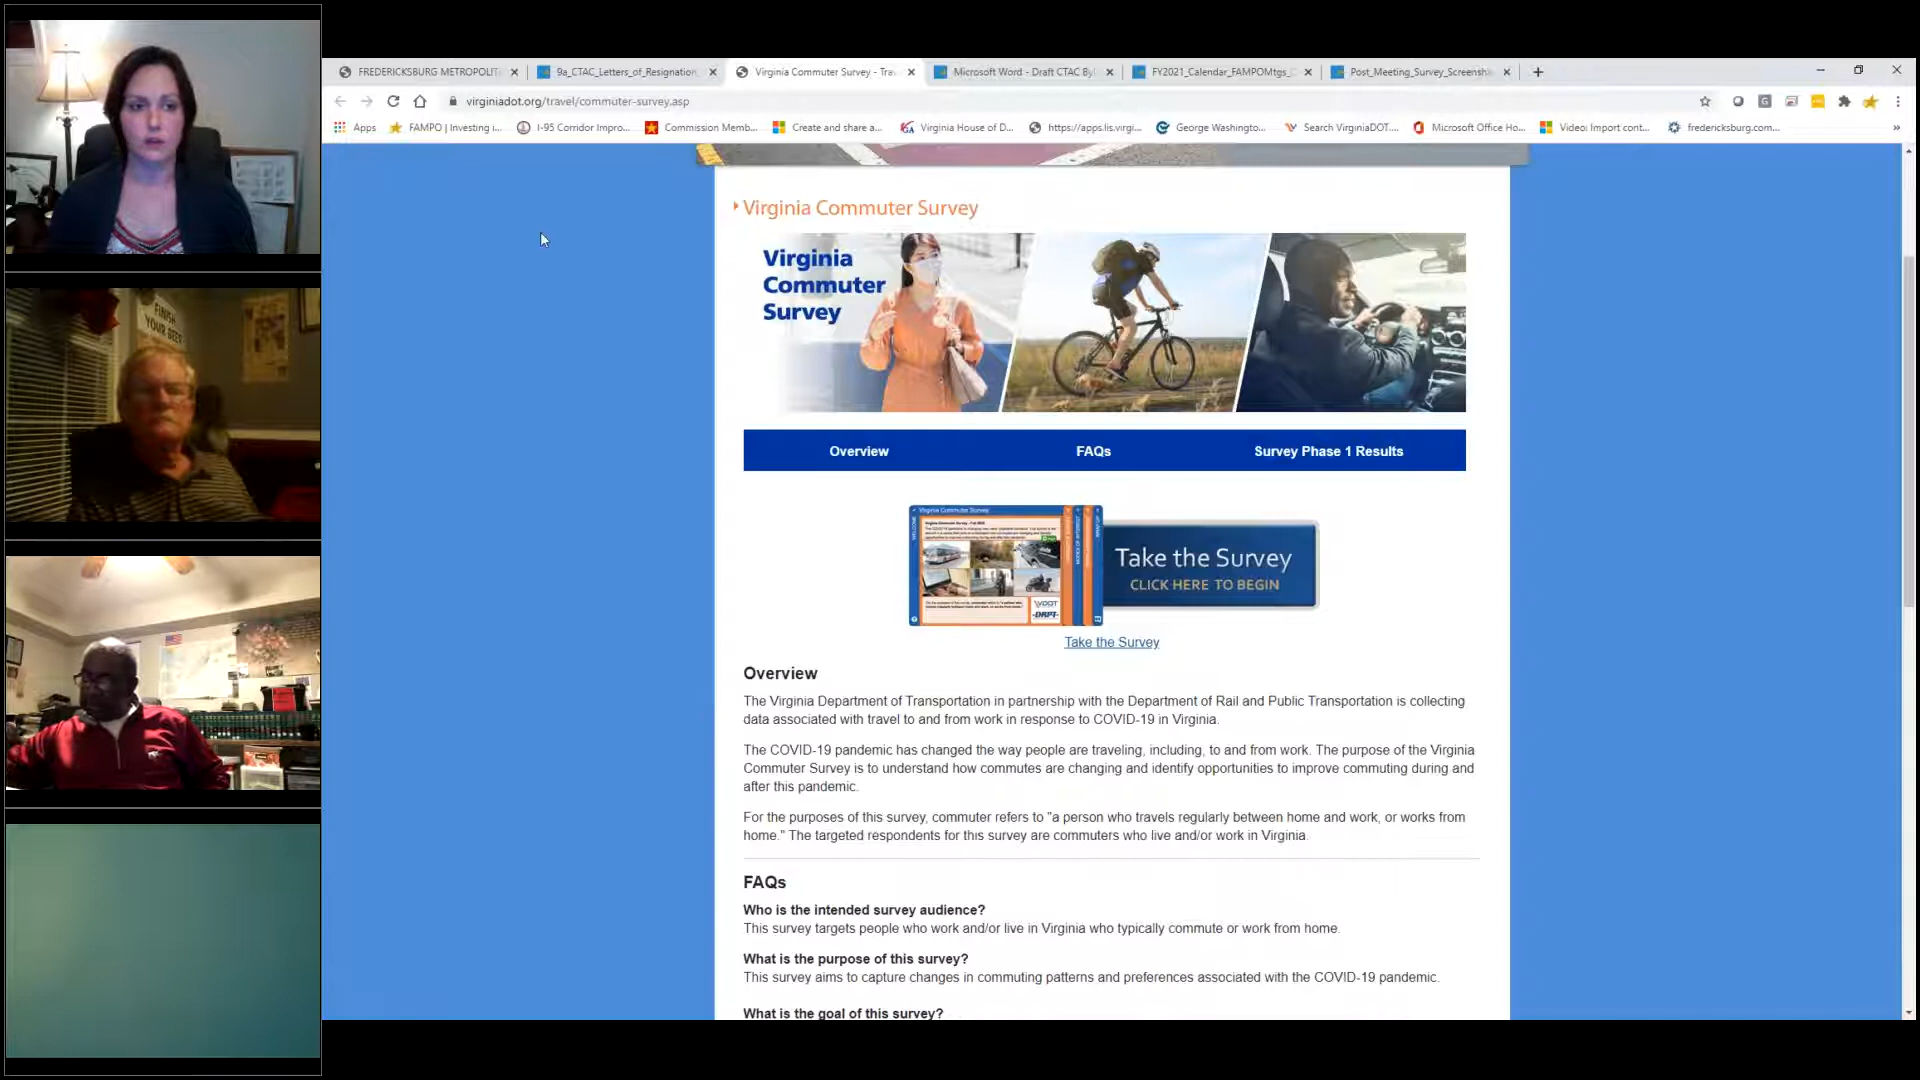 FINISH
YOUR BEER
FREDERICKSBURG METROPOLIT
9a_CTAC_Letters_of_Resignation_
Virginia Commuter Survey - Tra
Microsoft Word - Draft CTAC By
FY2021_Calendar_FAMPOMtgs_C
Post_Meeting_Survey_Screensh
virginiadot.org/travel/commuter-survey.asp
Apps
FAMPO | Investing i...
I-95 Corridor Impro...
Commission Memb...
Create and share a...
Virginia House of D...
https://apps.lis.virgi...
George Washingto...
Search VirginiaDOT....
Microsoft Office Ho...
Video: Import cont...
fredericksburg.com...
Virginia Commuter Survey
Virginia
Commuter
Survey
Overview FAQs Survey Phase 1 Results
Virginia Commuter Survey
VDOT
DRPT
Take the Survey
CLICK HERE TO BEGIN
Take the Survey
Overview
The Virginia Department of Transportation in partnership with the Department of Rail and Public Transportation is collecting
data associated with travel to and from work in response to COVID-19 in Virginia.
The COVID-19 pandemic has changed the way people are traveling, including, to and from work. The purpose of the Virginia
Commuter Survey is to understand how commutes are changing and identify opportunities to improve commuting during and
after this pandemic.
For the purposes of this survey, commuter refers to "a person who travels regularly between home and work, or works from
home." The targeted respondents for this survey are commuters who live and/or work in Virginia.
FAQs
Who is the intended survey audience?
This survey targets people who work and/or live in Virginia who typically commute or work from home.
What is the purpose of this survey?
This survey aims to capture changes in commuting patterns and preferences associated with the COVID-19 pandemic.
What is the goal of this survey?